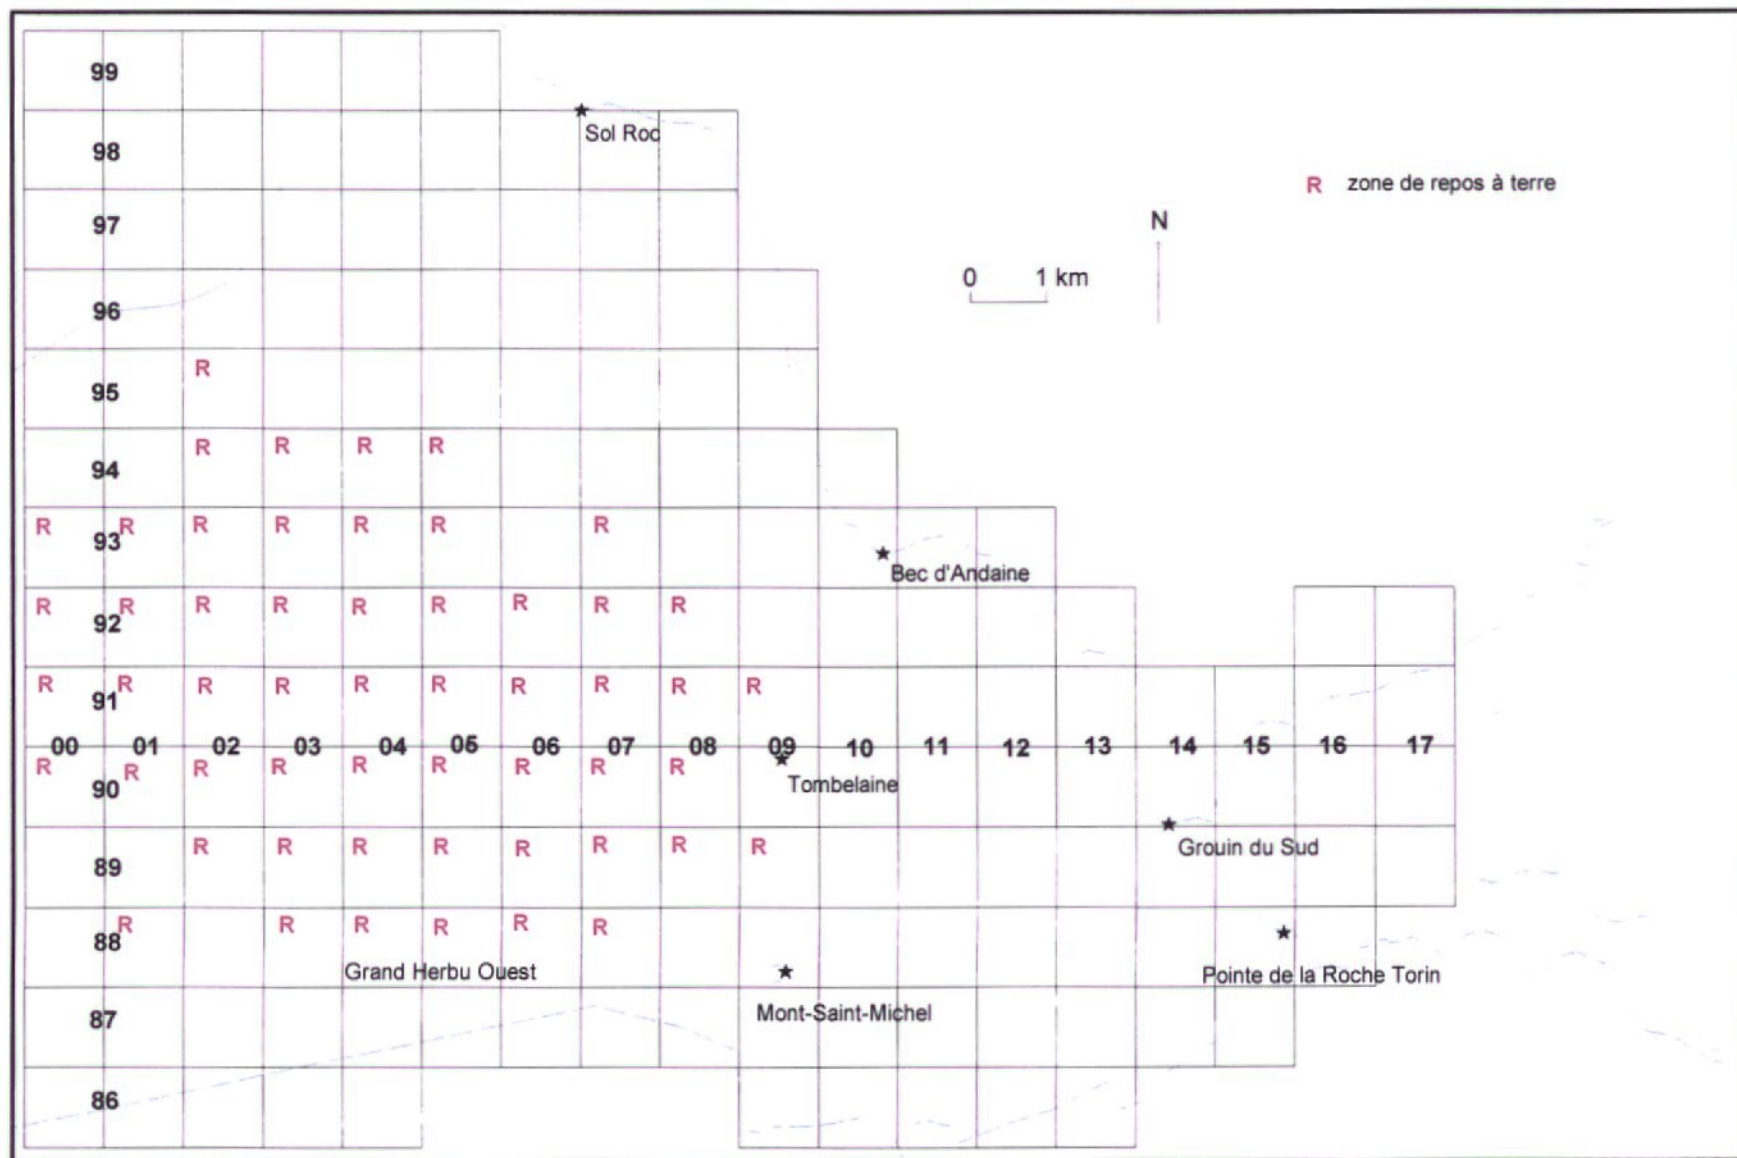 99
Sol Roc
98
R zone de repos à terre
97
N
0 1 km
96
R
95
R R R R
94
R R R R R R R
93
Bec d'Andaine
R R R R R R R R R
92
R R R R R R R R R R
91
00 01 02 03 04 05 06 07 08 09 10 11 12 13 14 15 16 17
R R R R R R R R R
90
Tombelaine
R R R R R R R R
89
Grouin du Sud
R R R R R R
88
Grand Herbu Ouest
Pointe de la Roche Torin
87
Mont-Saint-Michel
86